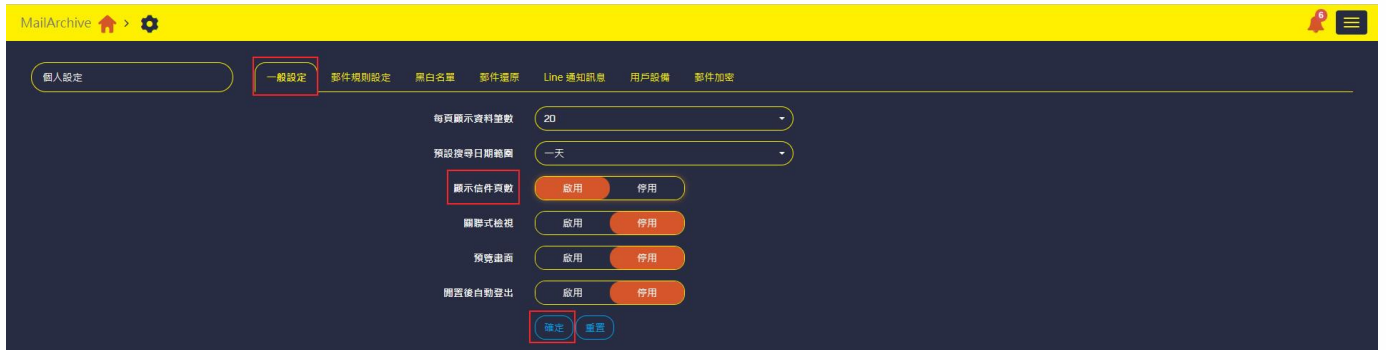 MailArchive >
6
個人設定
一般設定 郵件規則設定 黑白名單 郵件還原 Line 通知訊息 用戶設備 郵件加密
每頁顯示資料筆數 20
預設搜尋日期範圍 一天
顯示信件頁數 啟用 停用
關聯式檢視 啟用 停用
預覽畫面 啟用 停用
閒置後自動登出 啟用 停用
確定 重置